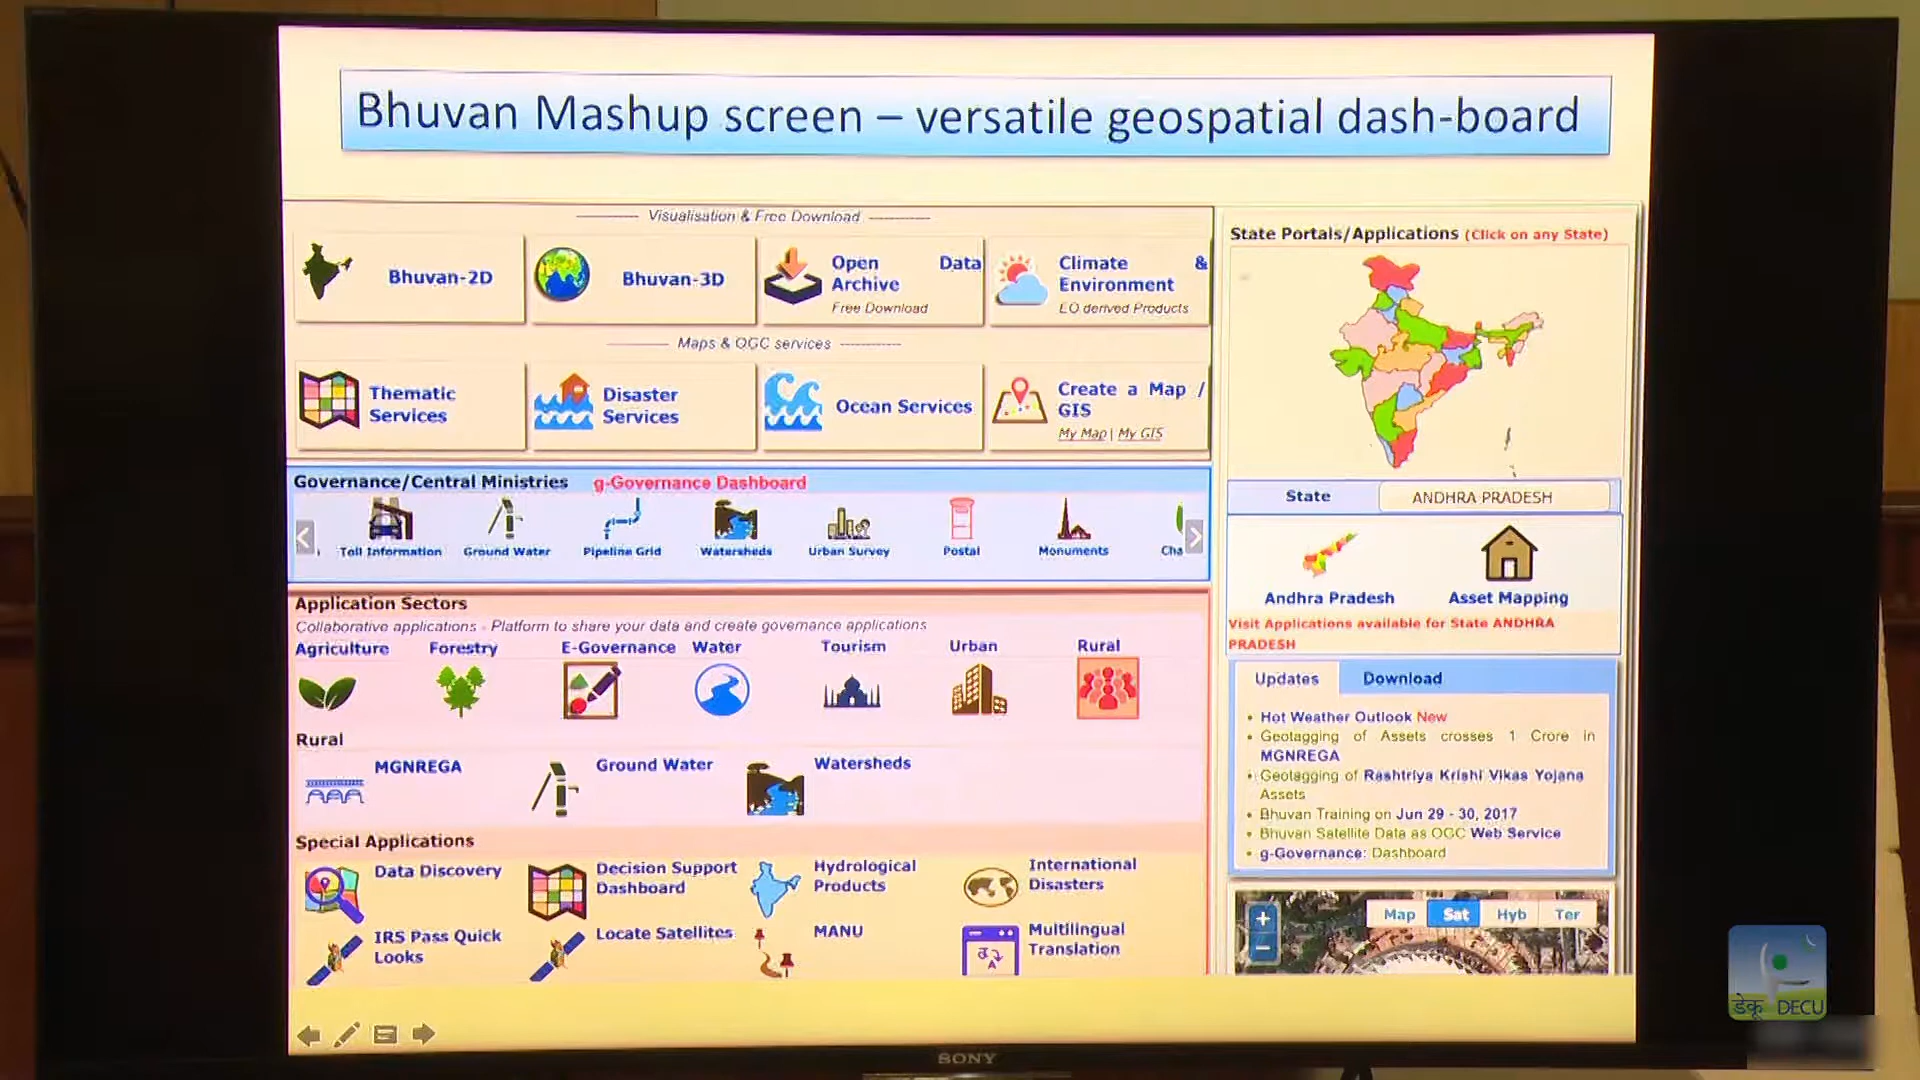 Bhuvan Mashup screen – versatile geospatial dash-board
Visualisation & Free Download
Bhuvan-2D
Bhuvan-3D
Open Data
Archive
Free Download
Climate &
Environment
EO derived Products
Maps & OGC services
Thematic
Services
Disaster
Services
Ocean Services
Create a Map /
GIS
My Map | My GIS
Governance/Central Ministries g-Governance Dashboard
Toll Information
Ground Water
Pipeline Grid
Watersheds
Urban Survey
Postal
Monuments
Cha
Application Sectors
Collaborative applications - Platform to share your data and create governance applications
Agriculture
Forestry
E-Governance
Water
Tourism
Urban
Rural
Rural
MGNREGA
Ground Water
Watersheds
Special Applications
Data Discovery
Decision Support
Dashboard
Hydrological
Products
International
Disasters
IRS Pass Quick
Looks
Locate Satellites
MANU
Multilingual
Translation
State Portals/Applications (Click on any State)
State ANDHRA PRADESH
Andhra Pradesh
Asset Mapping
Visit Applications available for State ANDHRA
PRADESH
Updates Download
• Hot Weather Outlook New
• Geotagging of Assets crosses 1 Crore in
MGNREGA
• Geotagging of Rashtriya Krishi Vikas Yojana
Assets
• Bhuvan Training on Jun 29 - 30, 2017
• Bhuvan Satellite Data as OGC Web Service
• g-Governance: Dashboard
+
−
Map Sat Hyb Ter
डेकू DECU
SONY